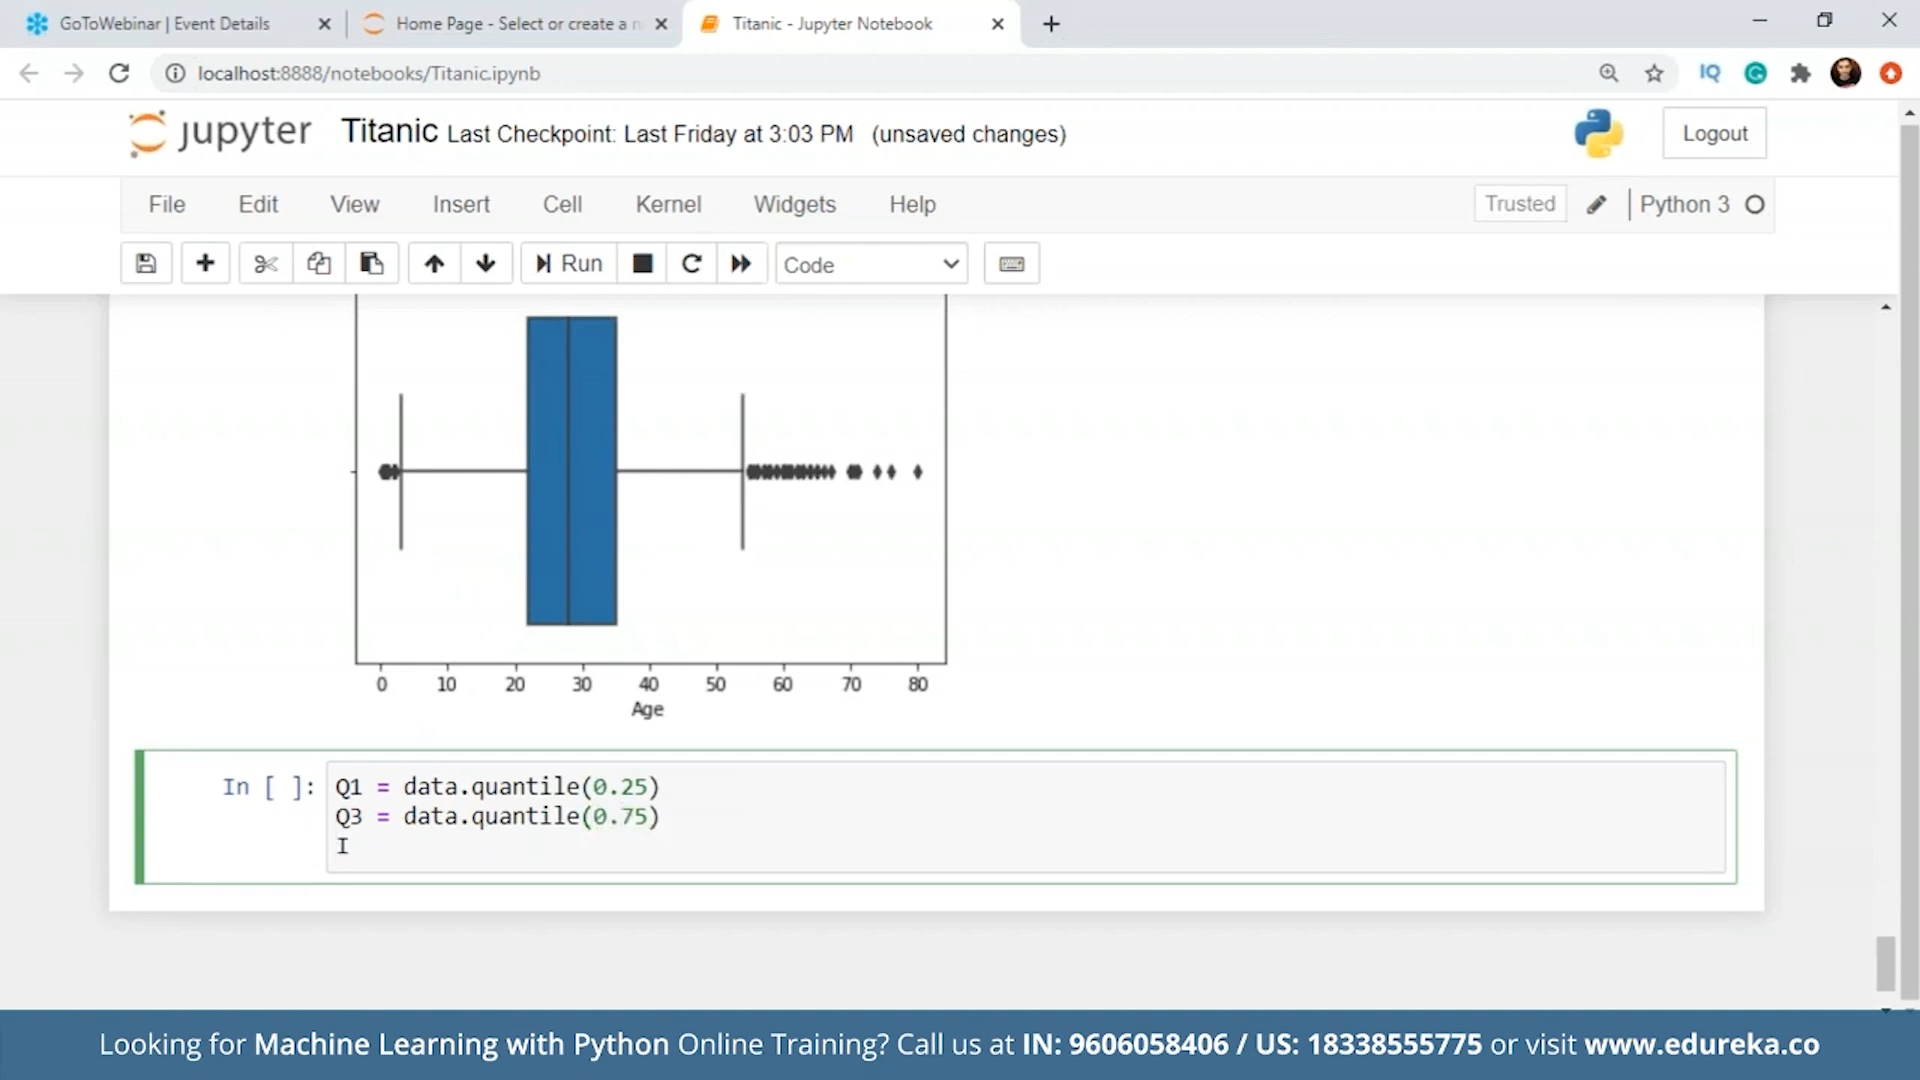 GoToWebinar | Event Details
Home Page - Select or create a n
Titanic - Jupyter Notebook
localhost:8888/notebooks/Titanic.ipynb
IQ
jupyter Titanic Last Checkpoint: Last Friday at 3:03 PM (unsaved changes)
Logout
File Edit View Insert Cell Kernel Widgets Help
Trusted
Python 3
Run
Code
0 10 20 30 40 50 60 70 80
Age
In [ ]: Q1 = data.quantile(0.25)
Q3 = data.quantile(0.75)
Looking for Machine Learning with Python Online Training? Call us at IN: 9606058406 / US: 18338555775 or visit www.edureka.co